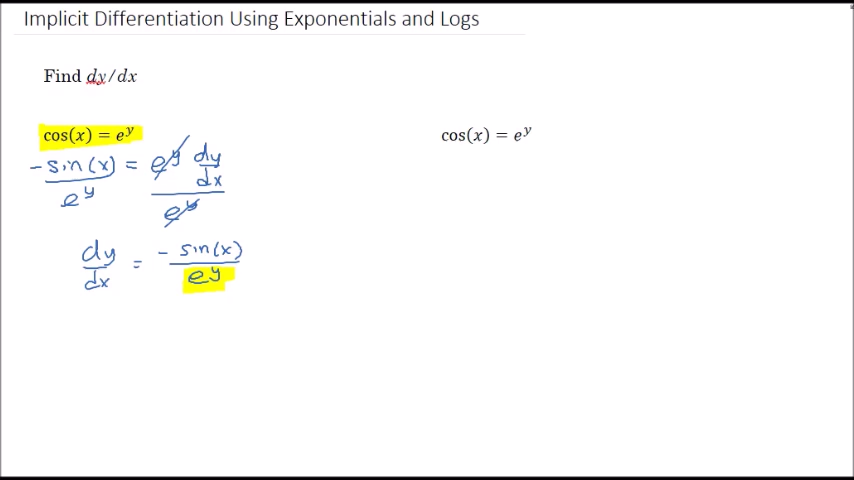 Implicit Differentiation Using Exponentials and Logs
Find dy/dx
cos(x) = e^y
-sin(x)/e^y = e^y dy/dx / e^y
dy/dx = -sin(x)/e^y
cos(x) = e^y